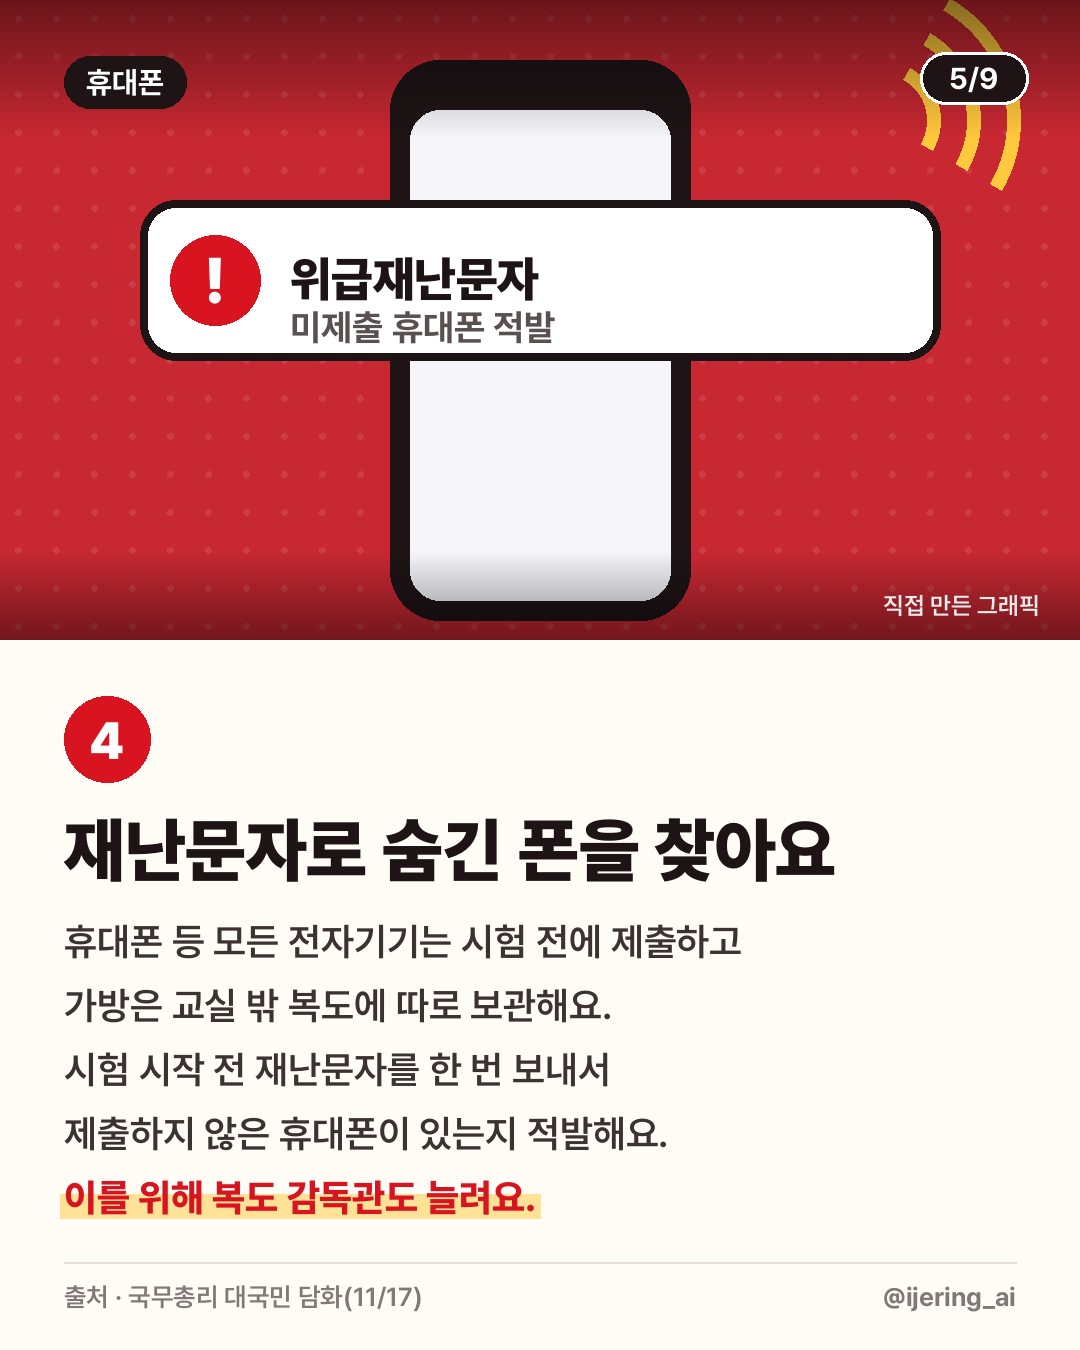 휴대폰
5/9
!
위급재난문자
미제출 휴대폰 적발
직접 만든 그래픽
4
재난문자로 숨긴 폰을 찾아요
휴대폰 등 모든 전자기기는 시험 전에 제출하고
가방은 교실 밖 복도에 따로 보관해요.
시험 시작 전 재난문자를 한 번 보내서
제출하지 않은 휴대폰이 있는지 적발해요.
이를 위해 복도 감독관도 늘려요.
출처 · 국무총리 대국민 담화(11/17)
@ijering_ai